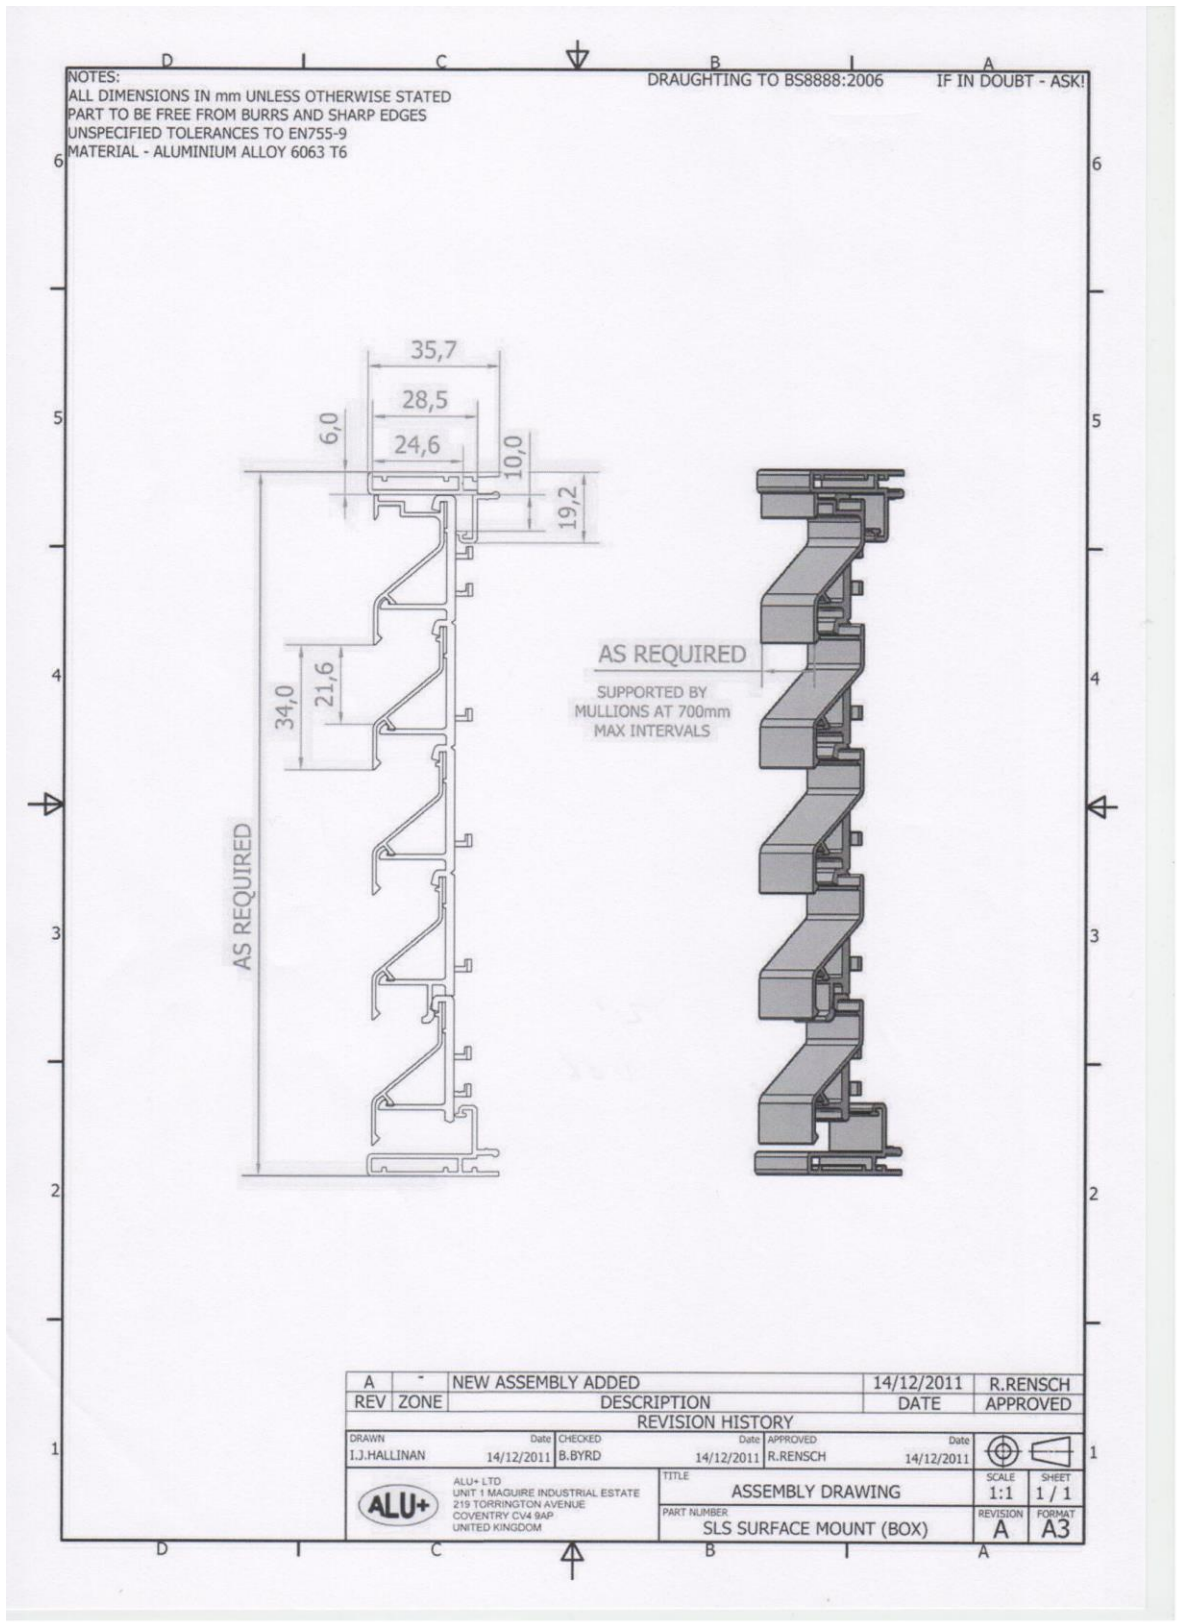 D C B A
NOTES:
ALL DIMENSIONS IN mm UNLESS OTHERWISE STATED
PART TO BE FREE FROM BURRS AND SHARP EDGES
UNSPECIFIED TOLERANCES TO EN755-9
MATERIAL - ALUMINIUM ALLOY 6063 T6
DRAUGHTING TO BS8888:2006
IF IN DOUBT - ASK!
6 6
35,7
28,5
24,6
6,0
10,0
19,2
5 5
34,0
21,6
AS REQUIRED
SUPPORTED BY
MULLIONS AT 700mm
MAX INTERVALS
4 4
AS REQUIRED
3 3
2 2
1 1
A - NEW ASSEMBLY ADDED 14/12/2011 R.RENSCH
REV ZONE DESCRIPTION DATE APPROVED
REVISION HISTORY
DRAWN Date CHECKED Date APPROVED Date
I.J.HALLINAN 14/12/2011 B.BYRD 14/12/2011 R.RENSCH 14/12/2011
ALU+
ALU+ LTD
UNIT 1 MAGUIRE INDUSTRIAL ESTATE
219 TORRINGTON AVENUE
COVENTRY CV4 9AP
UNITED KINGDOM
TITLE
ASSEMBLY DRAWING
PART NUMBER
SLS SURFACE MOUNT (BOX)
SCALE SHEET
1:1 1 / 1
REVISION FORMAT
A A3
D C B A